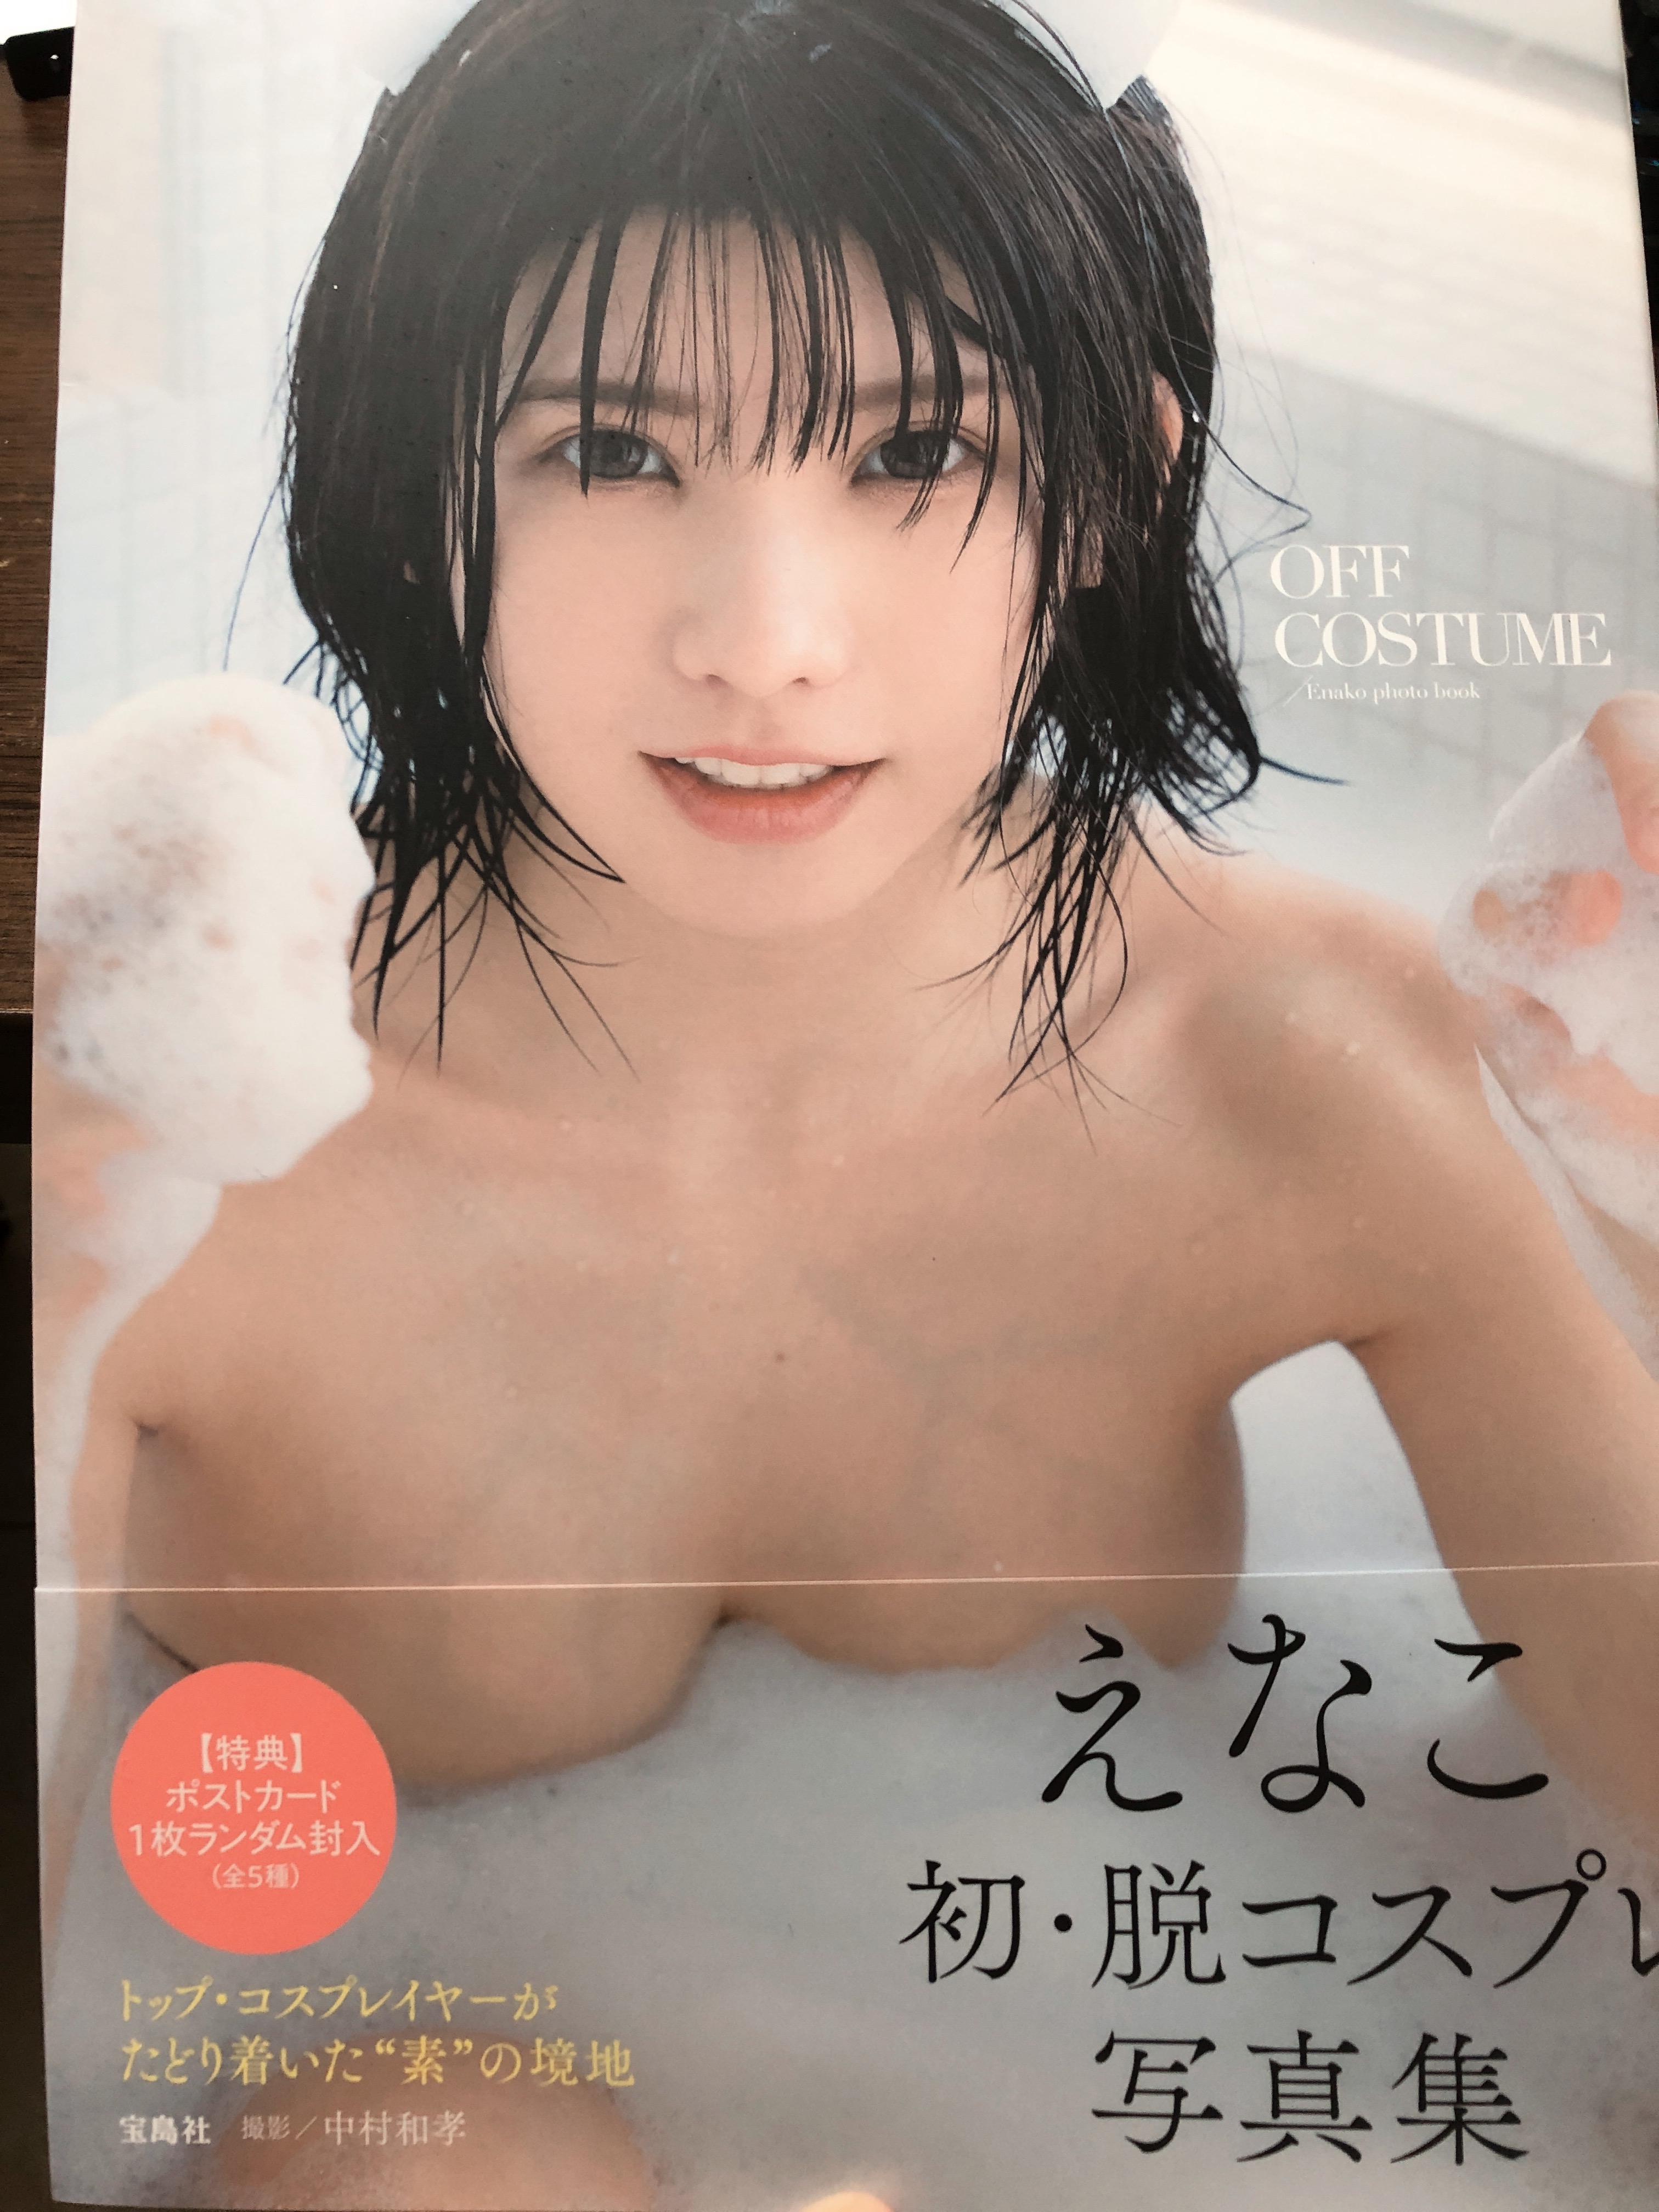 OFF
COSTUME
Enako photo book
えなこ
初・脱コスプレ
写真集
【特典】
ポストカード
1枚ランダム封入
(全5種)
トップ・コスプレイヤーが
たどり着いた“素”の境地
宝島社 撮影/中村和孝